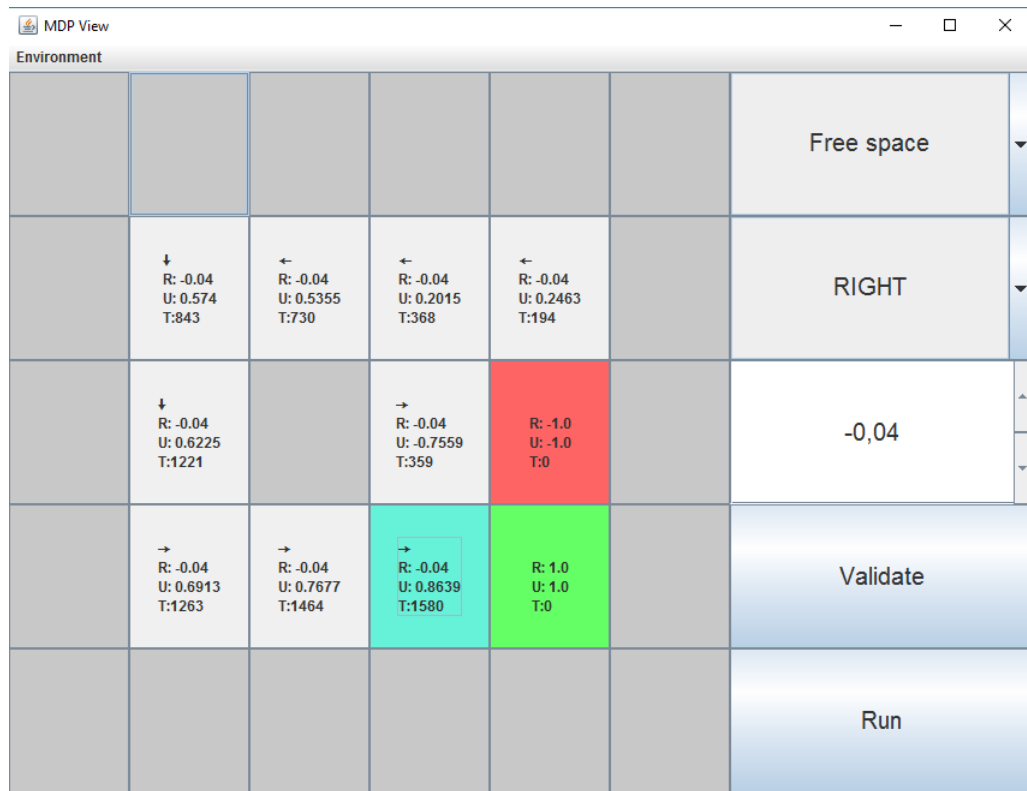 MDP View
Environment
Free space
↓
R: -0.04
U: 0.574
T:843
←
R: -0.04
U: 0.5355
T:730
←
R: -0.04
U: 0.2015
T:368
←
R: -0.04
U: 0.2463
T:194
RIGHT
↓
R: -0.04
U: 0.6225
T:1221
→
R: -0.04
U: -0.7559
T:359
R: -1.0
U: -1.0
T:0
-0,04
→
R: -0.04
U: 0.6913
T:1263
→
R: -0.04
U: 0.7677
T:1464
→
R: -0.04
U: 0.8639
T:1580
R: 1.0
U: 1.0
T:0
Validate
Run